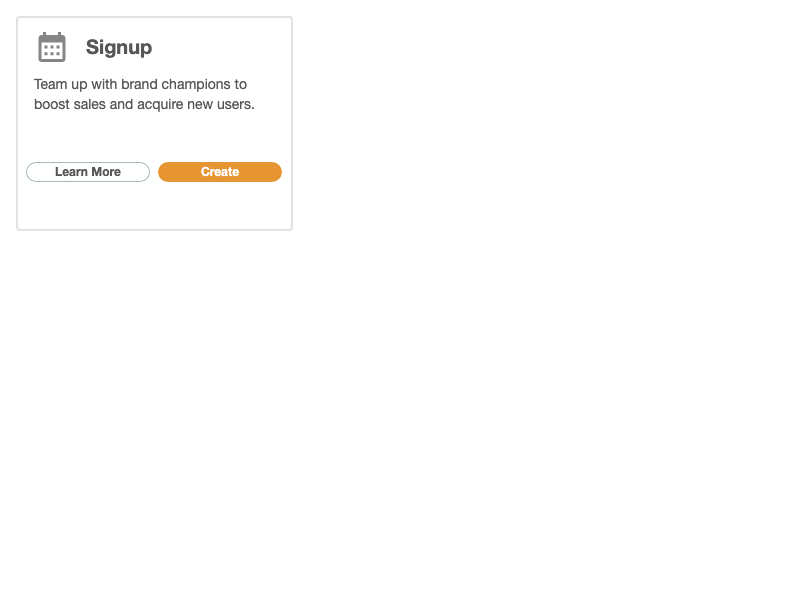 Signup
Team up with brand champions to
boost sales and acquire new users.
Learn More
Create